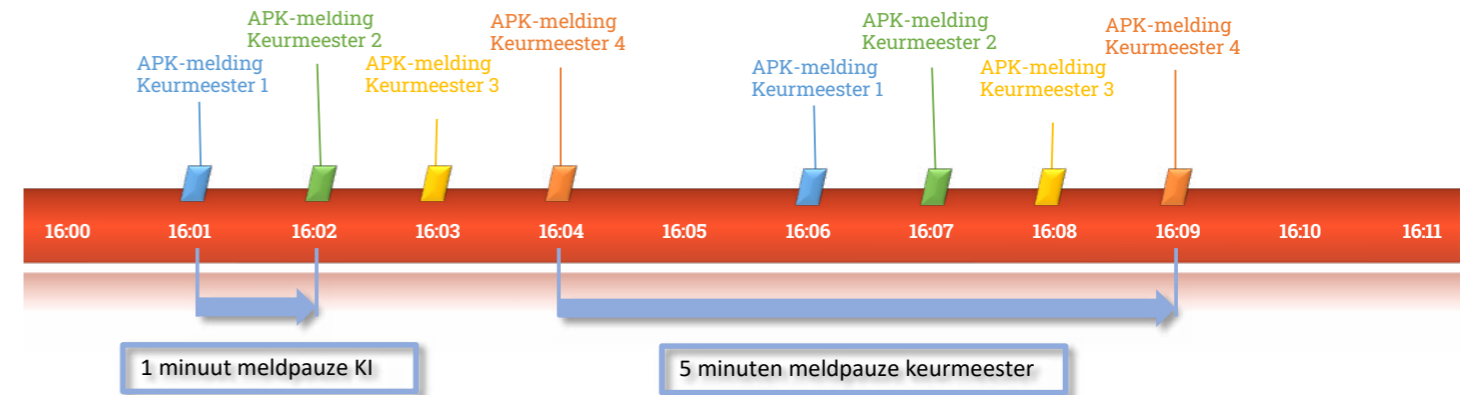 APK-melding
Keurmeester 1
APK-melding
Keurmeester 2
APK-melding
Keurmeester 3
APK-melding
Keurmeester 4
APK-melding
Keurmeester 1
APK-melding
Keurmeester 2
APK-melding
Keurmeester 3
APK-melding
Keurmeester 4
16:00 16:01 16:02 16:03 16:04 16:05 16:06 16:07 16:08 16:09 16:10 16:11
1 minuut meldpauze KI
5 minuten meldpauze keurmeester